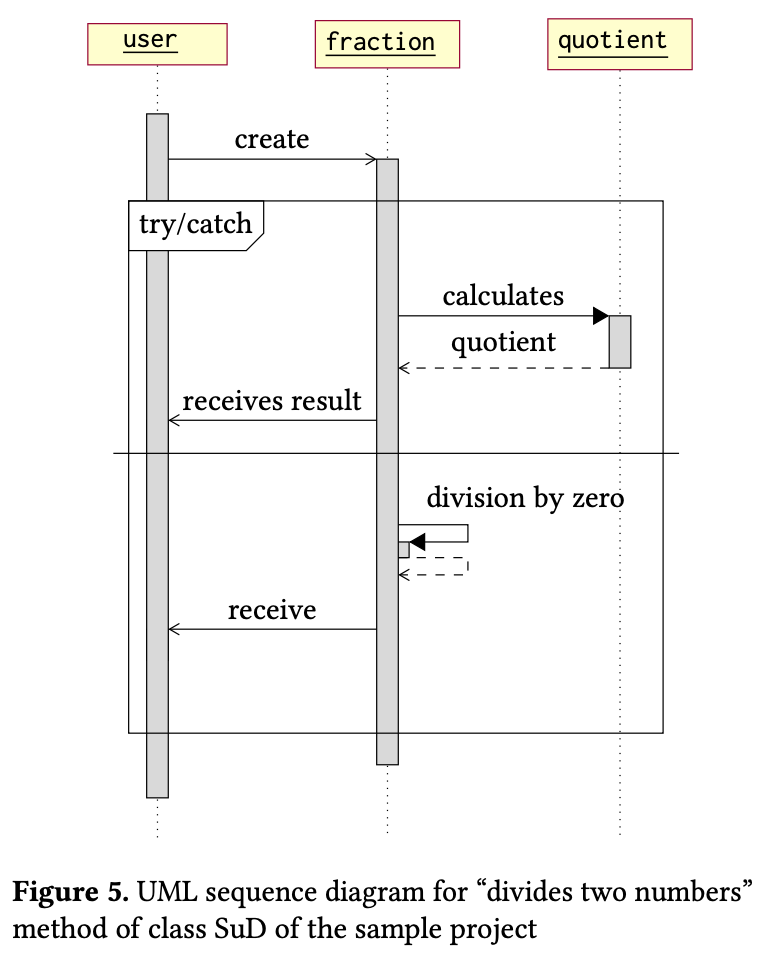 user
fraction
quotient
create
try/catch
calculates
quotient
receives result
division by zero
receive
Figure 5. UML sequence diagram for “divides two numbers”
method of class SuD of the sample project